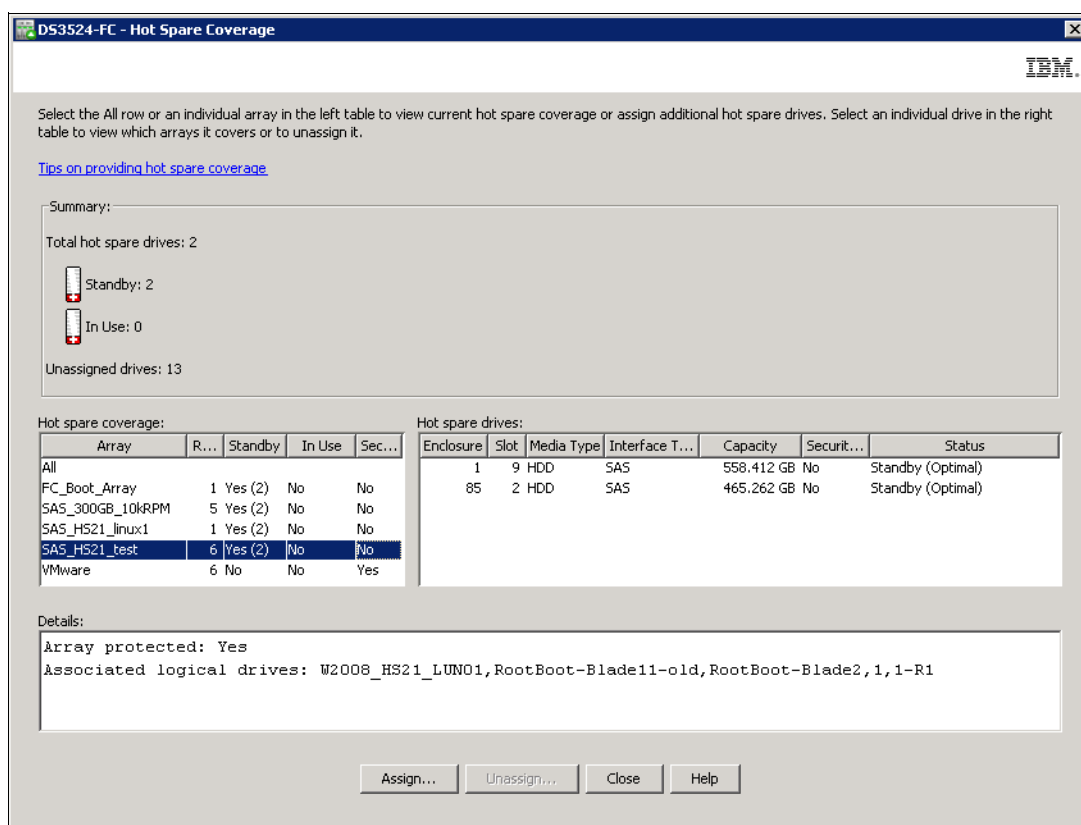 DS3524-FC - Hot Spare Coverage
IBM.
Select the All row or an individual array in the left table to view current hot spare coverage or assign additional hot spare drives. Select an individual drive in the right
table to view which arrays it covers or to unassign it.
Tips on providing hot spare coverage
Summary:
Total hot spare drives: 2
Standby: 2
In Use: 0
Unassigned drives: 13
Hot spare coverage:
Array R... Standby In Use Sec...
All
FC_Boot_Array 1 Yes (2) No No
SAS_300GB_10kRPM 5 Yes (2) No No
SAS_HS21_linux1 1 Yes (2) No No
SAS_HS21_test 6 Yes (2) No No
VMware 6 No No Yes
Hot spare drives:
Enclosure Slot Media Type Interface T... Capacity Securit... Status
1 9 HDD SAS 558.412 GB No Standby (Optimal)
85 2 HDD SAS 465.262 GB No Standby (Optimal)
Details:
Array protected: Yes
Associated logical drives: W2008_HS21_LUN01,RootBoot-Blade11-old,RootBoot-Blade2,1,1-R1
Assign... Unassign... Close Help